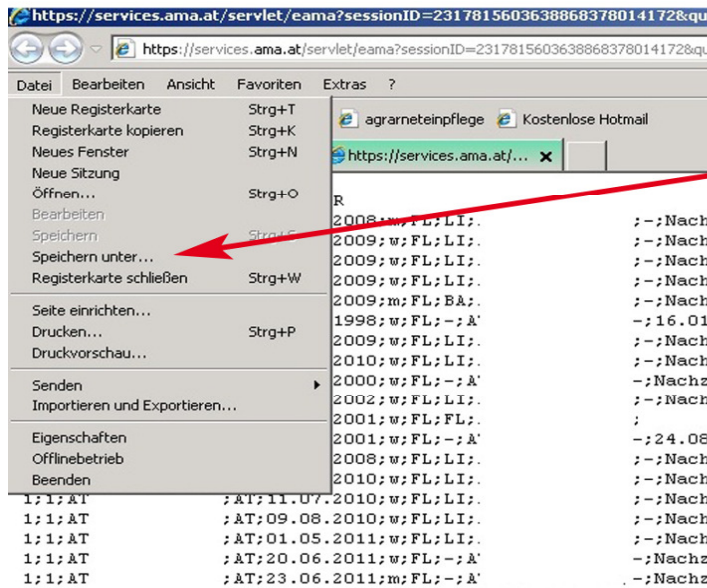 https://services.ama.at/servlet/eama?sessionID=2317815603638868378014172&qu
https://services.ama.at/servlet/eama?sessionID=2317815603638868378014172&qu
Datei Bearbeiten Ansicht Favoriten Extras ?
Neue Registerkarte Strg+T
Registerkarte kopieren Strg+K
Neues Fenster Strg+N
Neue Sitzung
Öffnen... Strg+O
Bearbeiten
Speichern
Speichern unter...
Registerkarte schließen Strg+W
Seite einrichten...
Drucken... Strg+P
Druckvorschau...
Senden
Importieren und Exportieren...
Eigenschaften
Offlinebetrieb
Beenden
agrarneteinpflege Kostenlose Hotmail
https://services.ama.at/... x
R
2008;m;FL;LI;. ;-;Nach
2009;w;FL;LI;. ;-;Nach
2009;w;FL;LI;. ;-;Nach
2009;w;FL;LI;. ;-;Nach
2009;m;FL;BA;. ;-;Nach
1998;w;FL;-;A -;16.01
2009;w;FL;LI;. ;-;Nach
2010;w;FL;LI;. ;-;Nach
2000;w;FL;-;A -;Nachz
2002;w;FL;LI;. ;-;Nach
2001;w;FL;FL;. ;
2001;w;FL;-;A -;24.08
2008;w;FL;LI;. ;-;Nach
2010;w;FL;LI;. ;-;Nach
1;1;AT ;AT;11.07.2010;w;FL;LI;. ;-;Nach
1;1;AT ;AT;09.08.2010;w;FL;LI;. ;-;Nach
1;1;AT ;AT;01.05.2011;w;FL;LI;. ;-;Nach
1;1;AT ;AT;20.06.2011;w;FL;-;A -;Nachz
1;1;AT ;AT;23.06.2011;m;FL;-;A -;Nachz